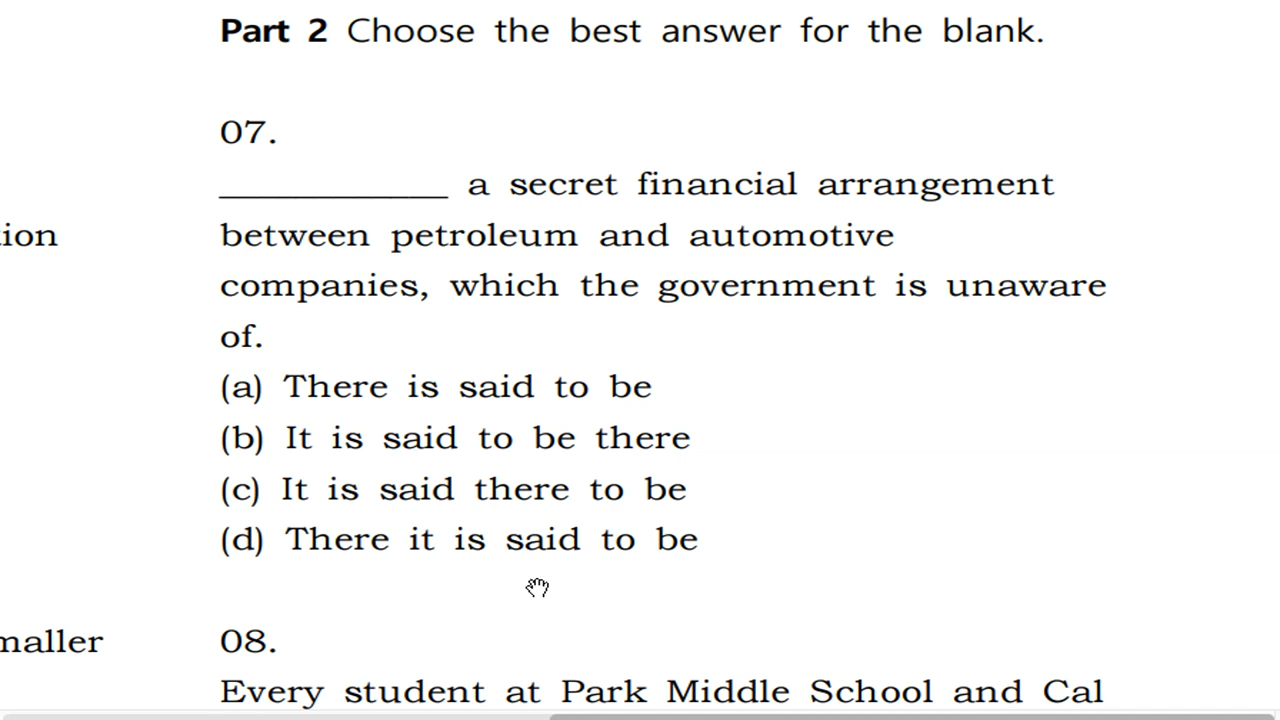 Part 2 Choose the best answer for the blank.
07.
____________ a secret financial arrangement
between petroleum and automotive
companies, which the government is unaware
of.
(a) There is said to be
(b) It is said to be there
(c) It is said there to be
(d) There it is said to be
08.
Every student at Park Middle School and Cal